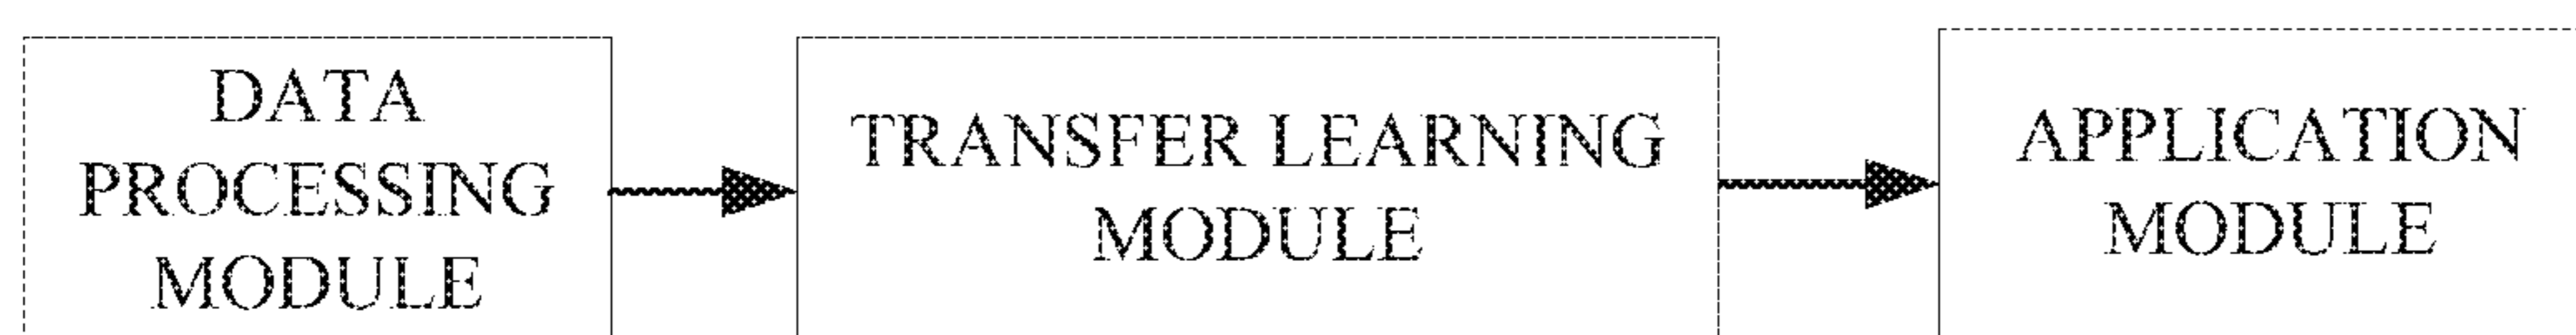 DATA
PROCESSING
MODULE
TRANSFER LEARNING
MODULE
APPLICATION
MODULE